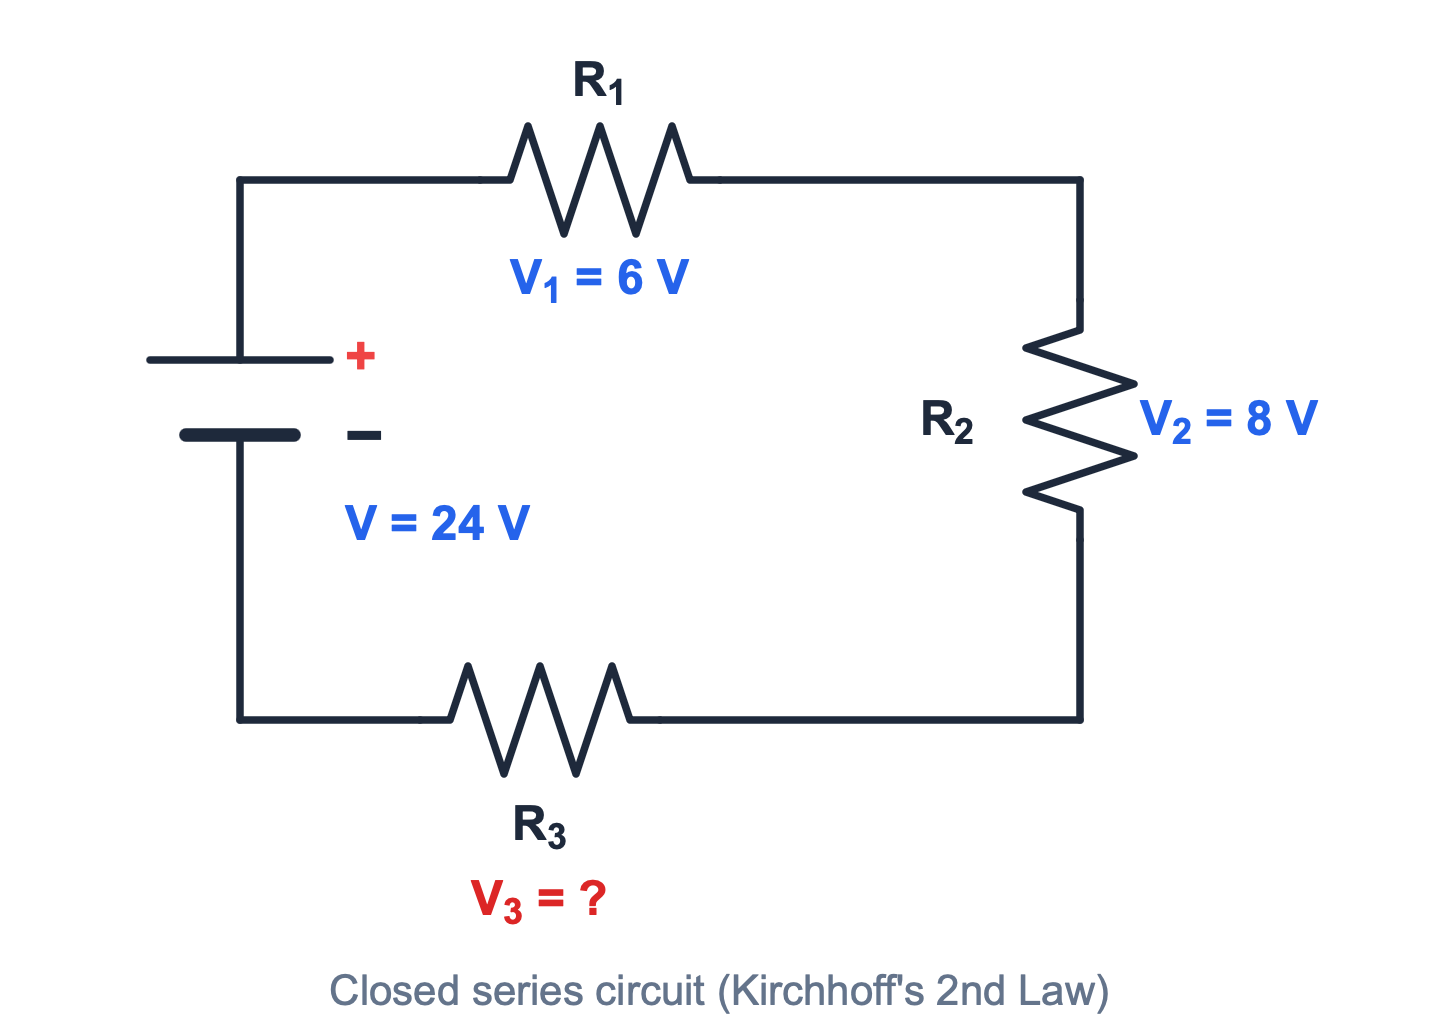 R₁
V₁ = 6 V
+
−
R₂
V₂ = 8 V
V = 24 V
R₃
V₃ = ?
Closed series circuit (Kirchhoff's 2nd Law)